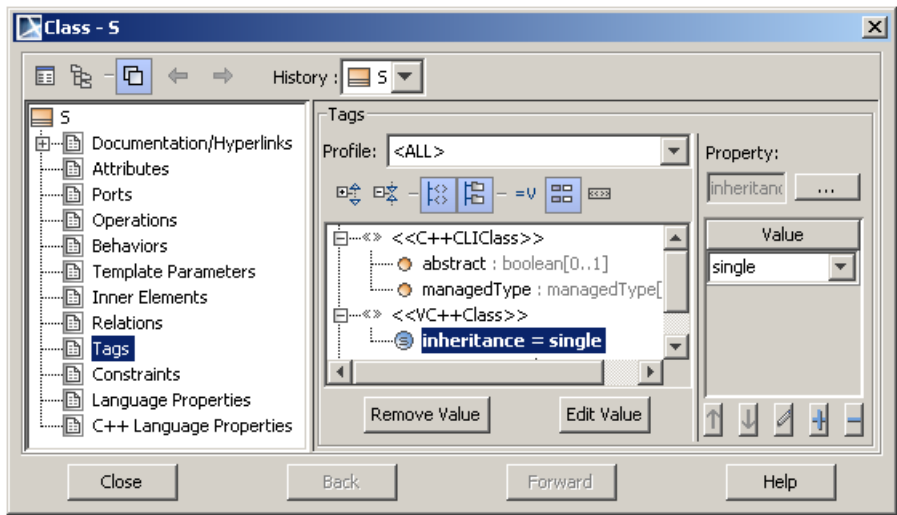 Class - S
History : S
S
Documentation/Hyperlinks
Attributes
Ports
Operations
Behaviors
Template Parameters
Inner Elements
Relations
Tags
Constraints
Language Properties
C++ Language Properties
Tags
Profile: <ALL>
=V
<<C++CLIClass>>
abstract : boolean[0..1]
managedType : managedType[
<<VC++Class>>
inheritance = single
Remove Value Edit Value
Property:
inheritanc ...
Value
single
Close Back Forward Help